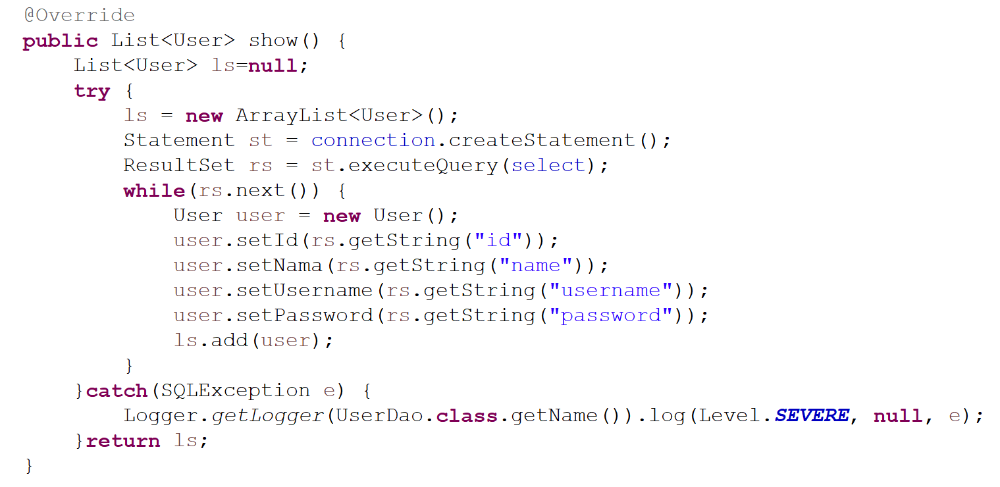 @Override
public List<User> show() {
    List<User> ls=null;
    try {
        ls = new ArrayList<User>();
        Statement st = connection.createStatement();
        ResultSet rs = st.executeQuery(select);
        while(rs.next()) {
            User user = new User();
            user.setId(rs.getString("id"));
            user.setNama(rs.getString("name"));
            user.setUsername(rs.getString("username"));
            user.setPassword(rs.getString("password"));
            ls.add(user);
        }
    }catch(SQLException e) {
        Logger.getLogger(UserDao.class.getName()).log(Level.SEVERE, null, e);
    }return ls;
}